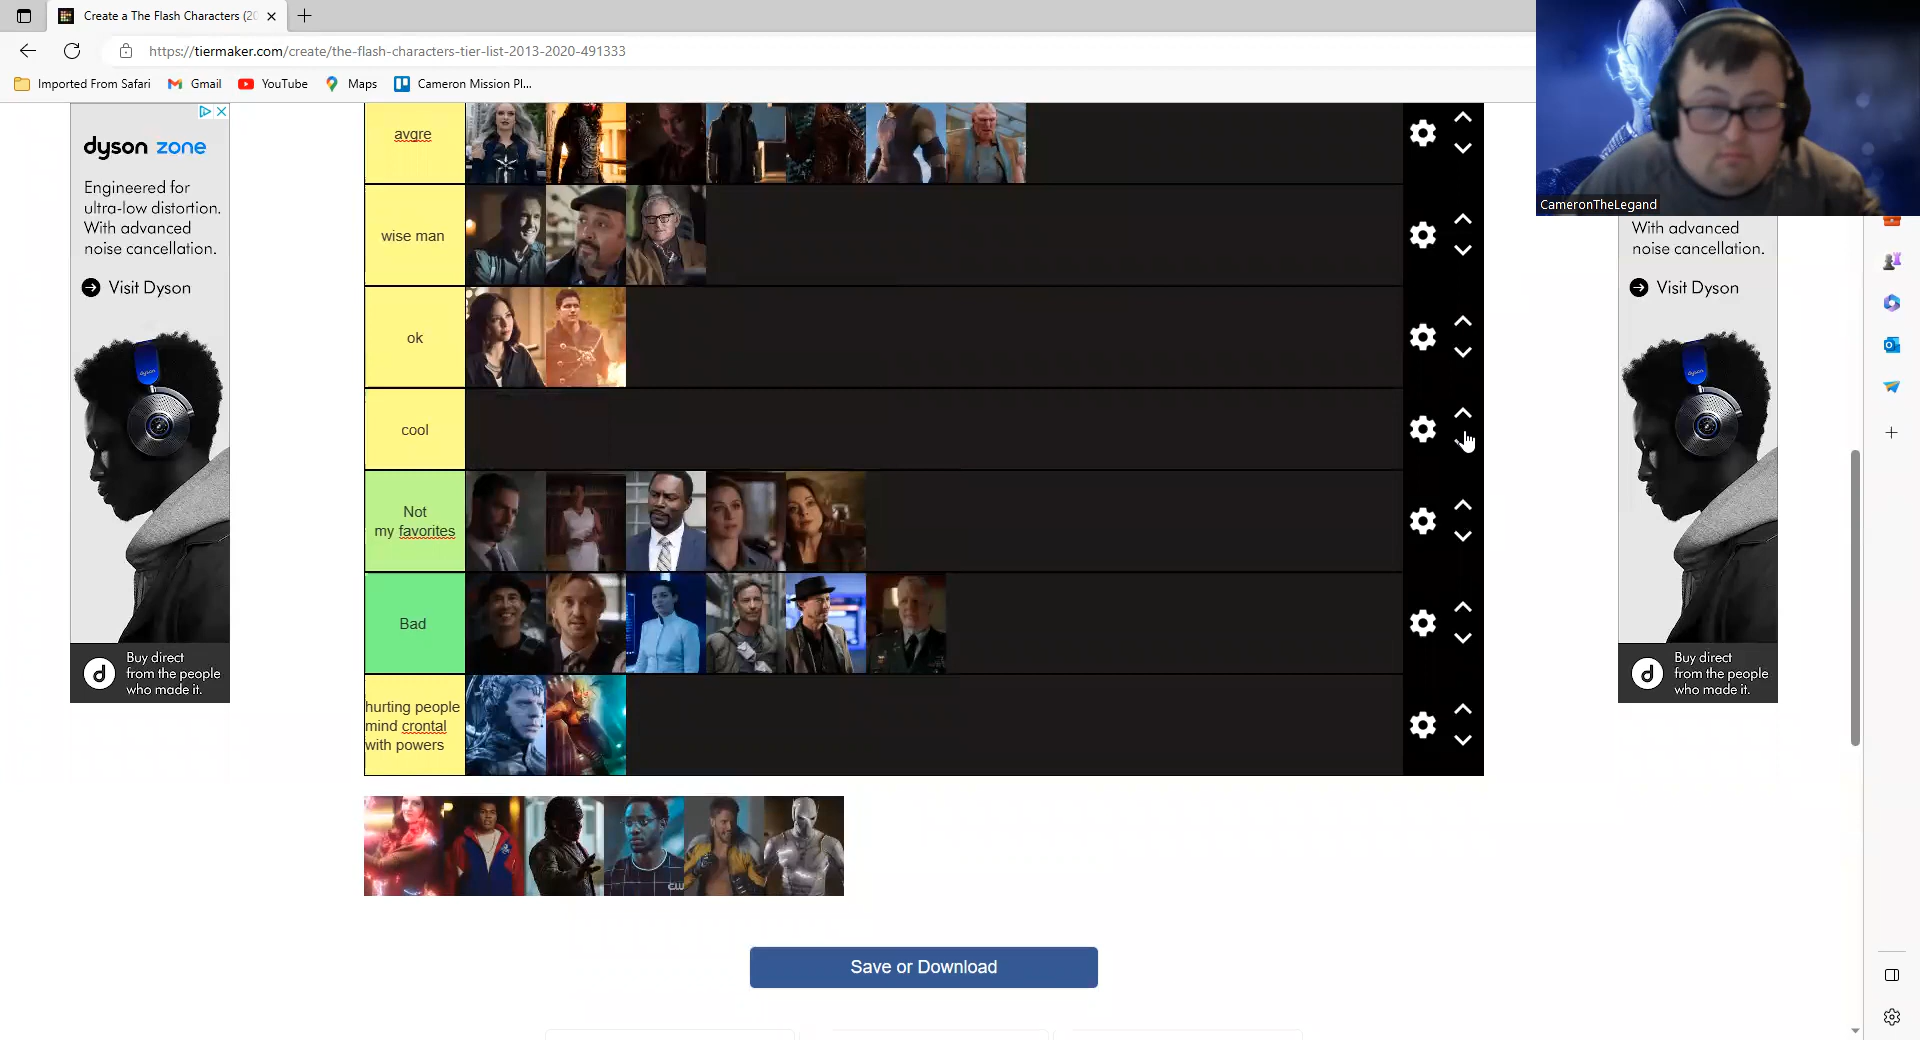 Create a The Flash Characters (20
https://tiermaker.com/create/the-flash-characters-tier-list-2013-2020-491333
Imported From Safari
Gmail
YouTube
Maps
Cameron Mission Pl...
CameronTheLegand
dyson zone
Engineered for
ultra-low distortion.
With advanced
noise cancellation.
Visit Dyson
dyson
d
Buy direct
from the people
who made it.
avgre
wise man
ok
cool
Not
my favorites
Bad
hurting people
mind crontal
with powers
CW
Save or Download
With advanced
noise cancellation.
Visit Dyson
dyson
d
Buy direct
from the people
who made it.